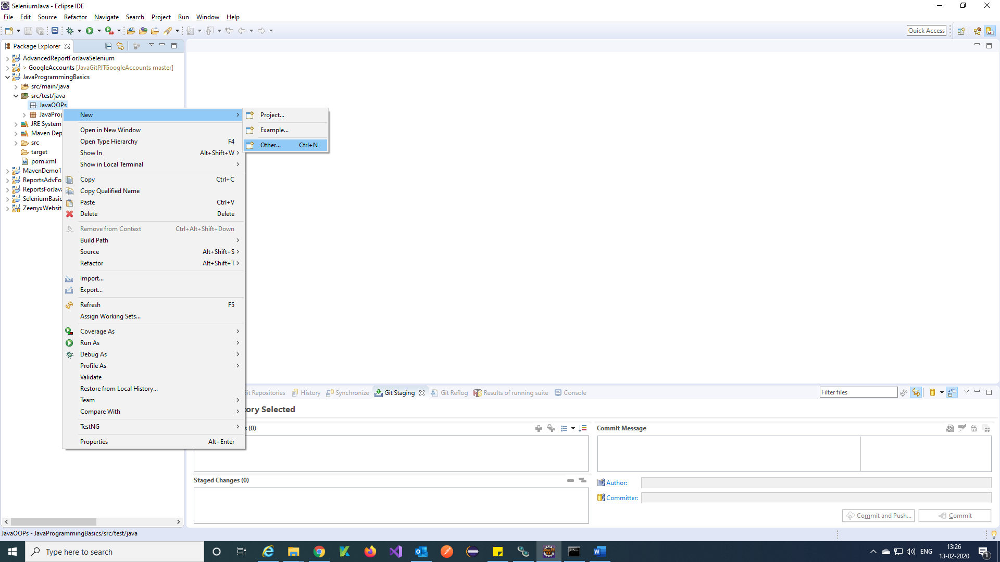 SeleniumJava - Eclipse IDE
File Edit Source Refactor Navigate Search Project Run Window Help
Quick Access
Package Explorer
AdvancedReportForJavaSelenium
> GoogleAccounts [JavaGitPJTGoogleAccounts master]
JavaProgrammingBasics
src/main/java
src/test/java
JavaOOPs
JavaProg
JRE System
Maven Dep
src
target
pom.xml
MavenDemo1
ReportsAdvFo
ReportsForJava
SeleniumBasic
ZeenyxWebsit
New
Open in New Window
Open Type Hierarchy F4
Show In Alt+Shift+W
Show in Local Terminal
Copy Ctrl+C
Copy Qualified Name
Paste Ctrl+V
Delete Delete
Remove from Context Ctrl+Alt+Shift+Down
Build Path
Source Alt+Shift+S
Refactor Alt+Shift+T
Import...
Export...
Refresh F5
Assign Working Sets...
Coverage As
Run As
Debug As
Profile As
Validate
Restore from Local History...
Team
Compare With
TestNG
Properties Alt+Enter
Project...
Example...
Other... Ctrl+N
Git Repositories History Synchronize Git Staging Git Reflog Results of running suite Console
Filter files
ory Selected
s (0)
Staged Changes (0)
Commit Message
Author:
Committer:
Commit and Push... Commit
JavaOOPs - JavaProgrammingBasics/src/test/java
Type here to search
ENG
13:26
13-02-2020
1